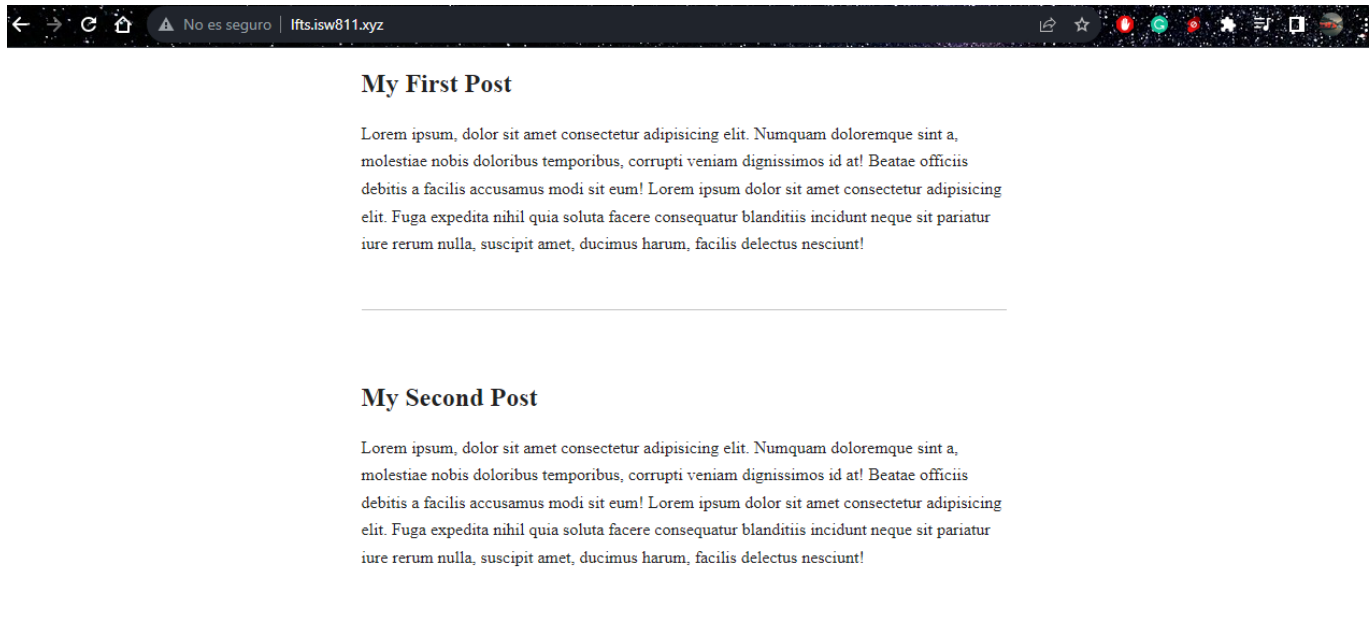 No es seguro | lfts.isw811.xyz
My First Post
Lorem ipsum, dolor sit amet consectetur adipisicing elit. Numquam doloremque sint a,
molestiae nobis doloribus temporibus, corrupti veniam dignissimos id at! Beatae officiis
debitis a facilis accusamus modi sit eum! Lorem ipsum dolor sit amet consectetur adipisicing
elit. Fuga expedita nihil quia soluta facere consequatur blanditiis incidunt neque sit pariatur
iure rerum nulla, suscipit amet, ducimus harum, facilis delectus nesciunt!
My Second Post
Lorem ipsum, dolor sit amet consectetur adipisicing elit. Numquam doloremque sint a,
molestiae nobis doloribus temporibus, corrupti veniam dignissimos id at! Beatae officiis
debitis a facilis accusamus modi sit eum! Lorem ipsum dolor sit amet consectetur adipisicing
elit. Fuga expedita nihil quia soluta facere consequatur blanditiis incidunt neque sit pariatur
iure rerum nulla, suscipit amet, ducimus harum, facilis delectus nesciunt!